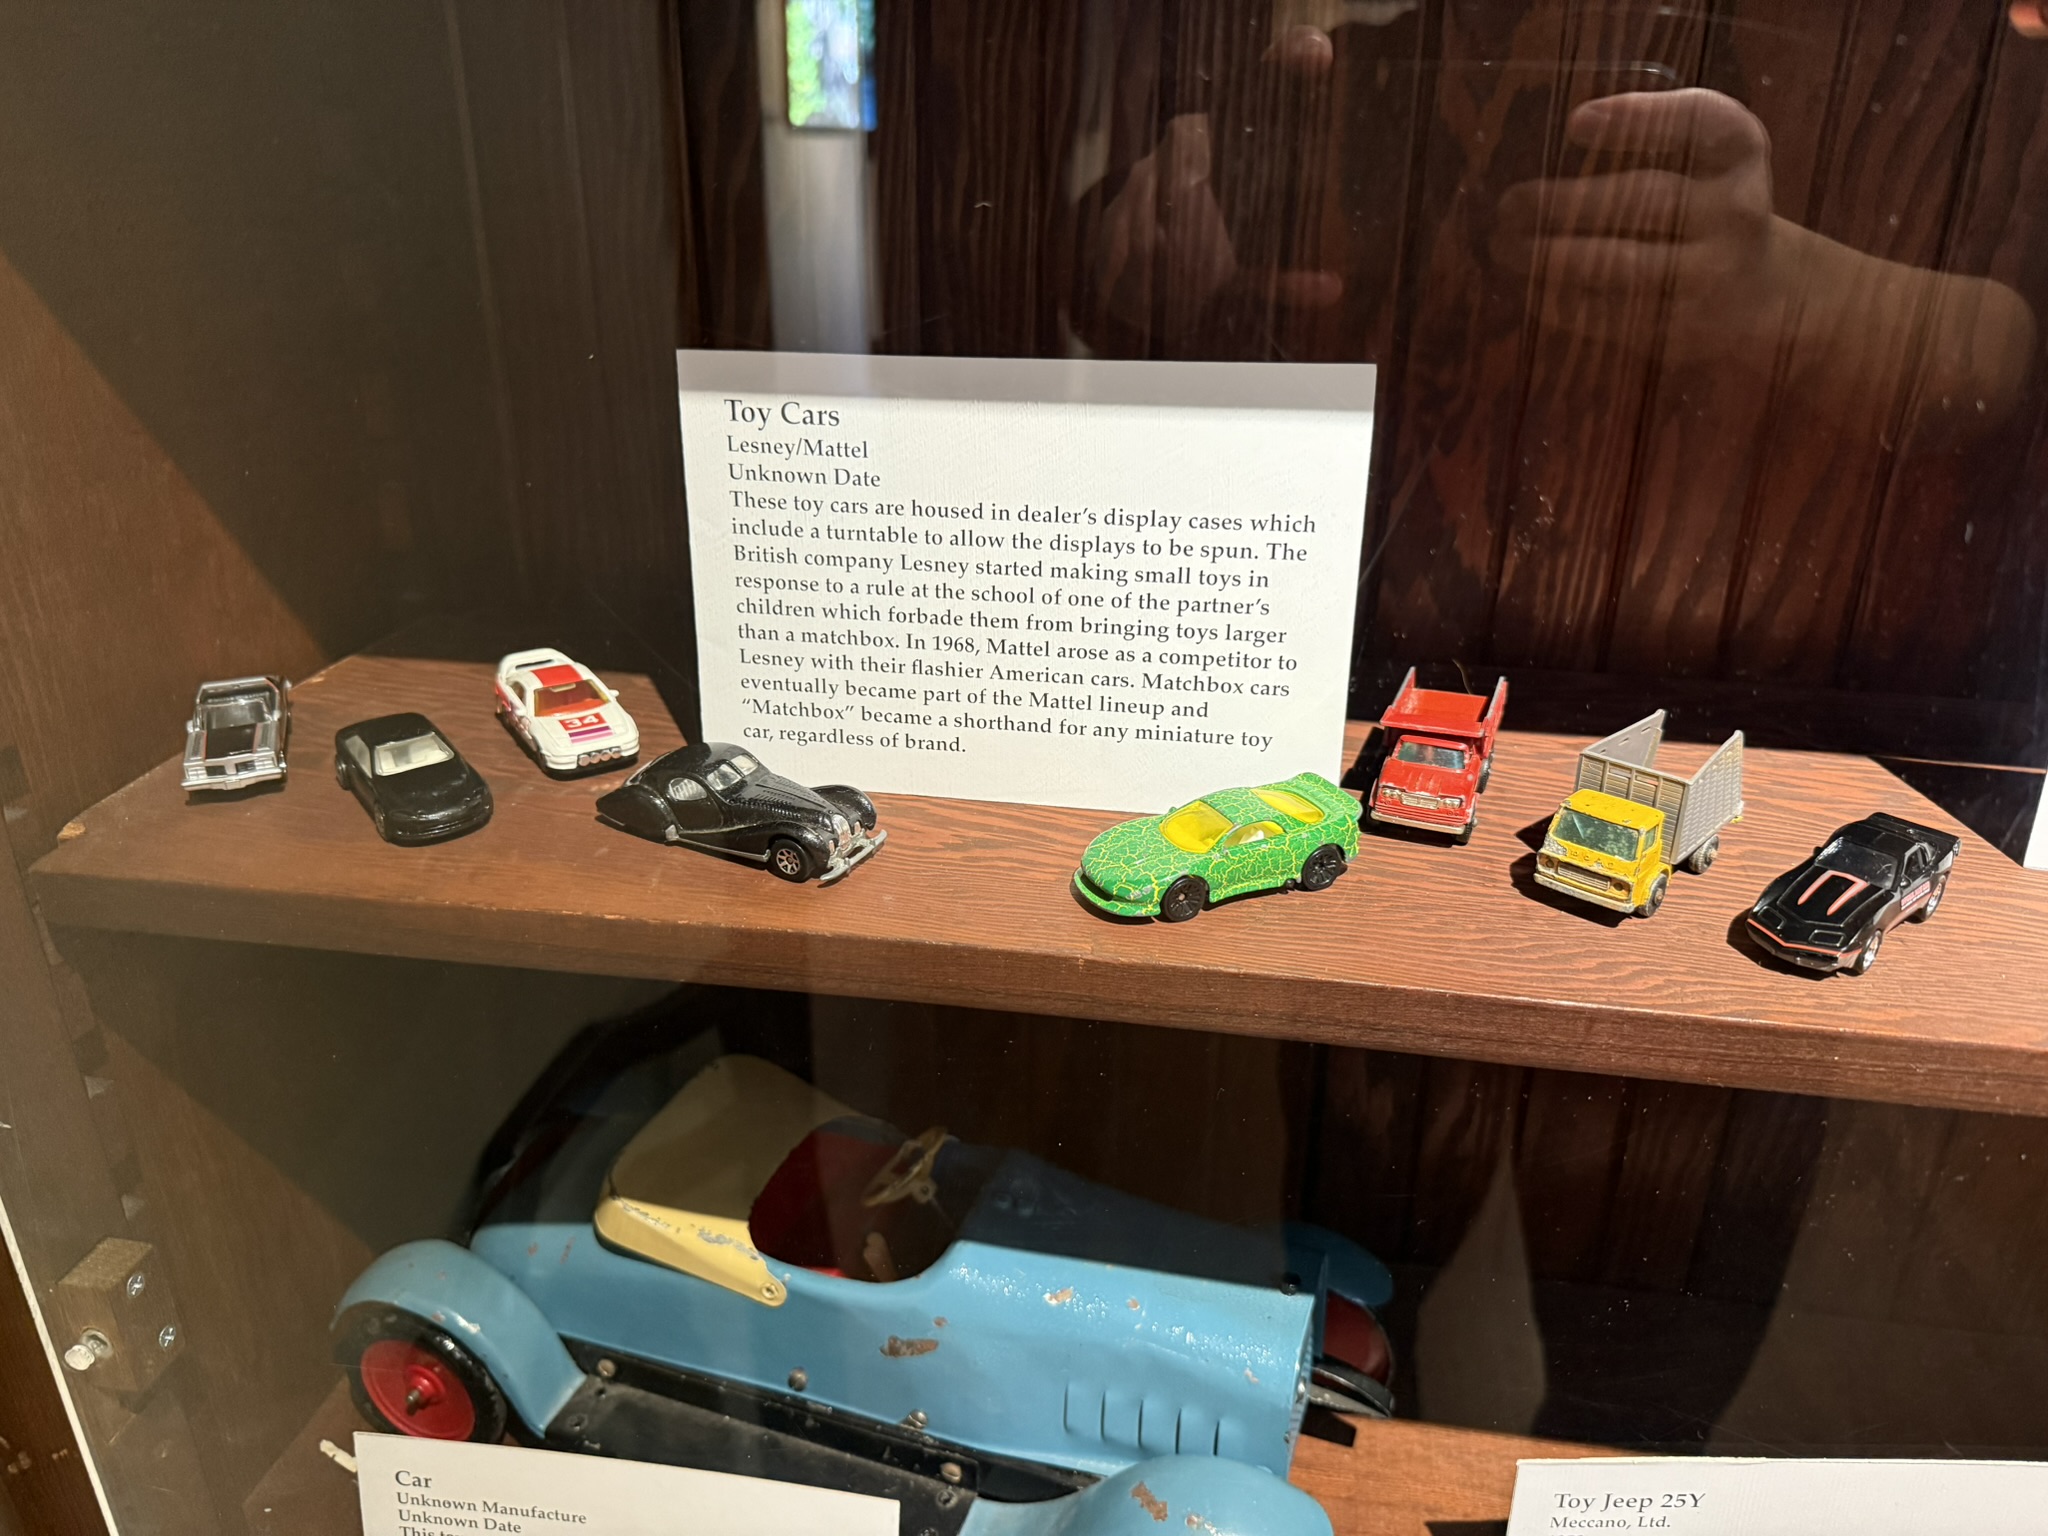 Toy Cars
Lesney/Mattel
Unknown Date
These toy cars are housed in dealer's display cases which
include a turntable to allow the displays to be spun. The
British company Lesney started making small toys in
response to a rule at the school of one of the partner's
children which forbade them from bringing toys larger
than a matchbox. In 1968, Mattel arose as a competitor to
Lesney with their flashier American cars. Matchbox cars
eventually became part of the Mattel lineup and
“Matchbox” became a shorthand for any miniature toy
car, regardless of brand.
34
Car
Unknown Manufacture
Unknown Date
This
Toy Jeep 25Y
Meccano, Ltd.